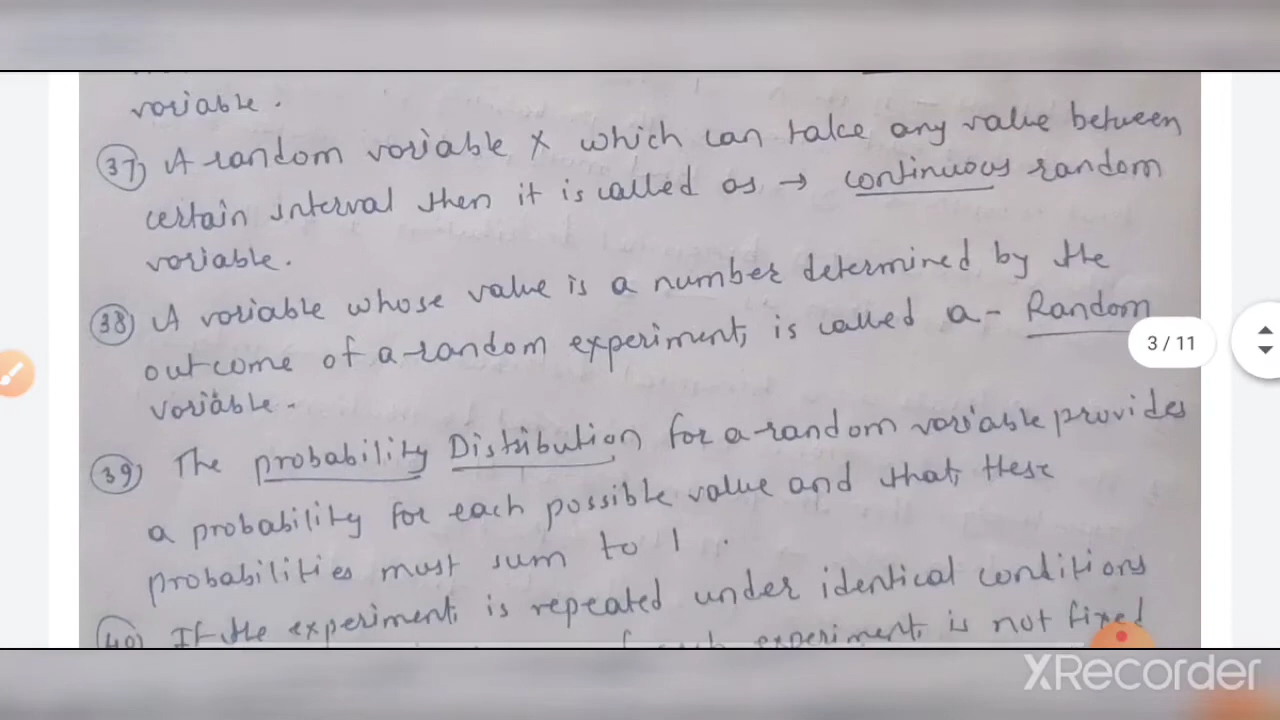 variable.
37) A random variable X which can take any value between
certain interval then it is called as → continuous random
variable.
38) A variable whose value is a number determined by the
outcome of a random experiment, is called a - Random
variable.
39) The probability Distribution for a random variable provides
a probability for each possible value and that, these
probabilities must sum to 1.
40) If the experiment, is repeated under identical conditions
experiment, is not fixed
3 / 11
XRecorder